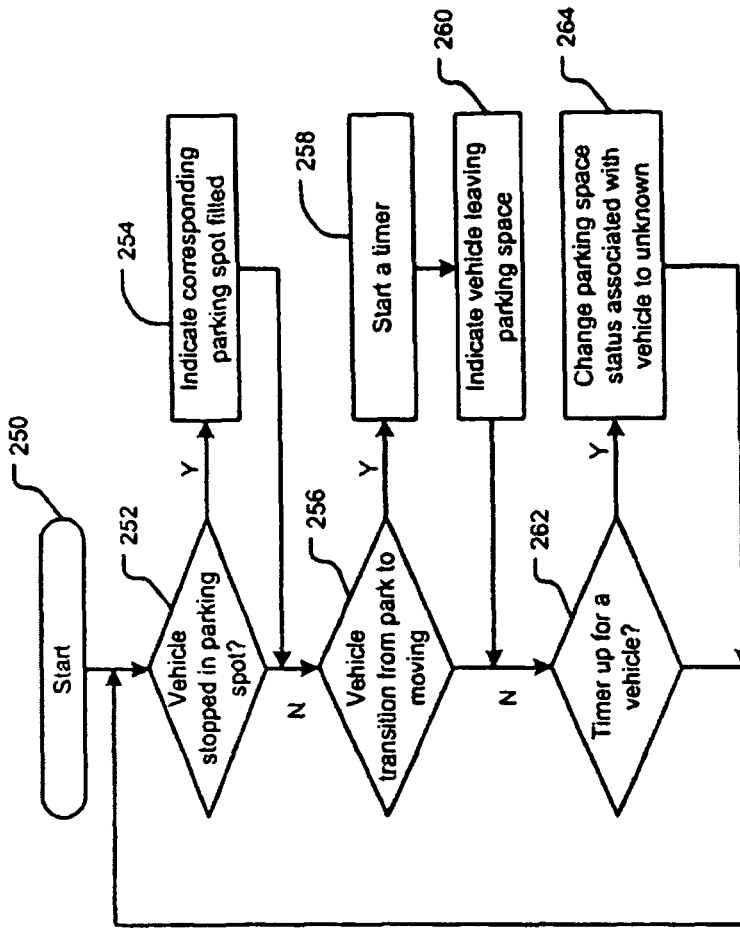 250
Start
252
Vehicle
stopped in parking
spot?
Y
254
Indicate corresponding
parking spot filled
N
256
Vehicle
transition from park to
moving
Y
258
Start a timer
260
Indicate vehicle leaving
parking space
N
262
Timer up for a
vehicle?
Y
264
Change parking space
status associated with
vehicle to unknown